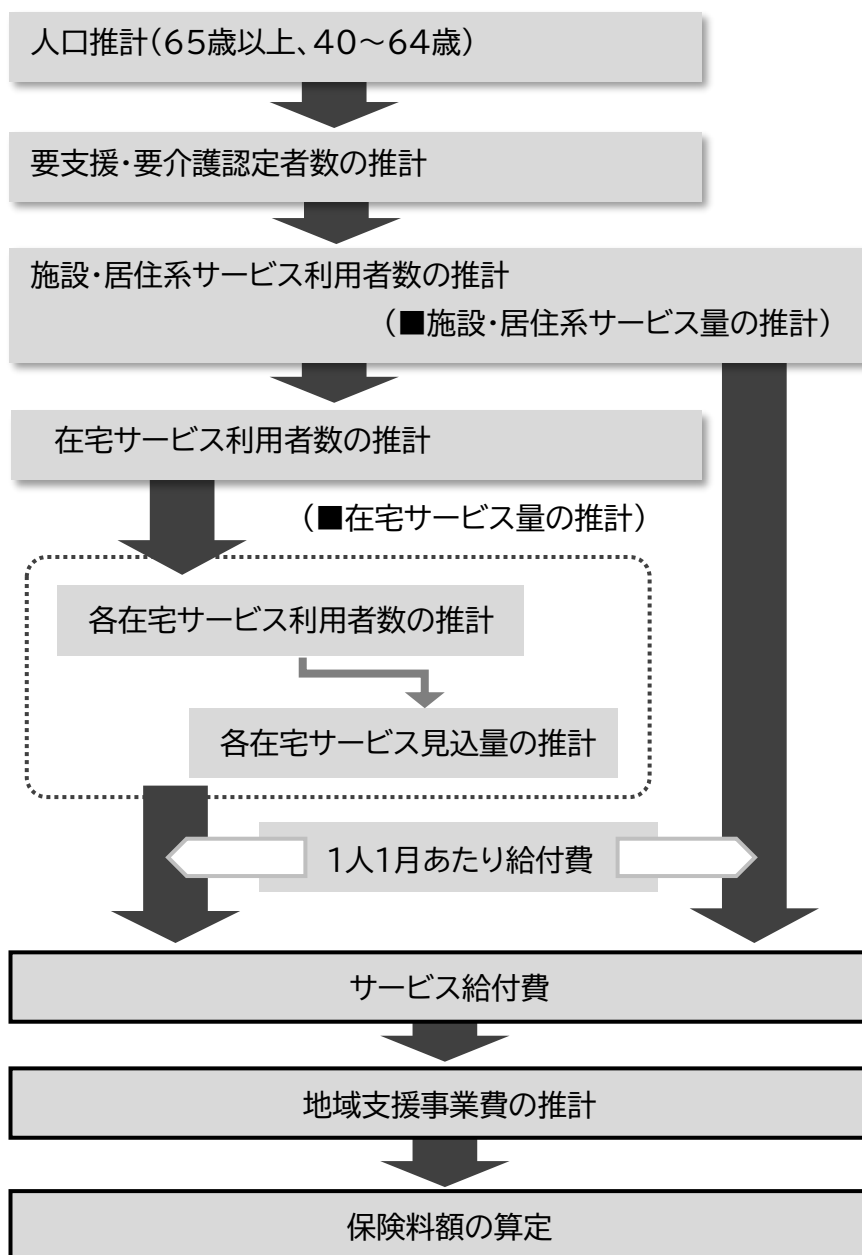 人口推計（65歳以上、40～64歳）
要支援・要介護認定者数の推計
施設・居住系サービス利用者数の推計
（■施設・居住系サービス量の推計）
在宅サービス利用者数の推計
（■在宅サービス量の推計）
各在宅サービス利用者数の推計
各在宅サービス見込量の推計
1人1月あたり給付費
サービス給付費
地域支援事業費の推計
保険料額の算定